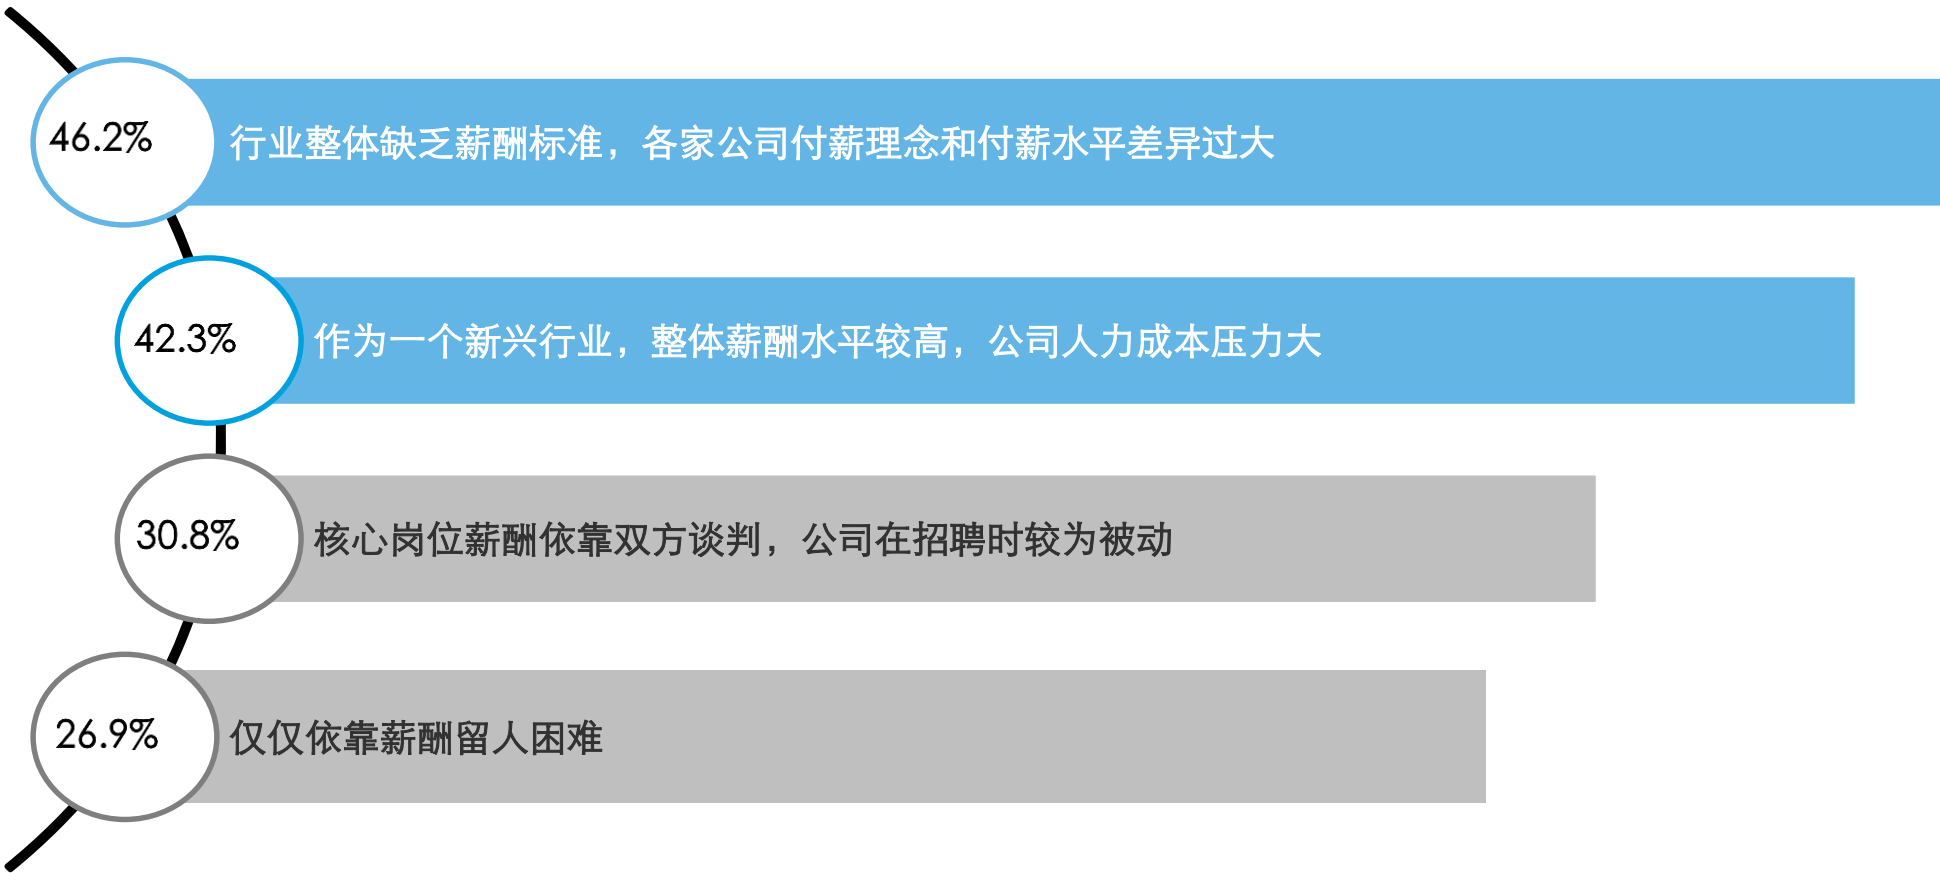 46.2%
行业整体缺乏薪酬标准，各家公司付薪理念和付薪水平差异过大
42.3%
作为一个新兴行业，整体薪酬水平较高，公司人力成本压力大
30.8%
核心岗位薪酬依靠双方谈判，公司在招聘时较为被动
26.9%
仅仅依靠薪酬留人困难